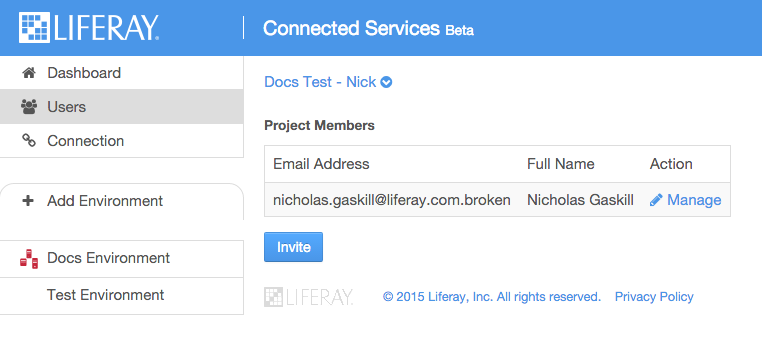 LIFERAY. Connected Services Beta
Dashboard
Users
Connection
Add Environment
Docs Environment
Test Environment
Docs Test - Nick
Project Members
Email Address Full Name Action
nicholas.gaskill@liferay.com.broken Nicholas Gaskill Manage
Invite
LIFERAY. © 2015 Liferay, Inc. All rights reserved. Privacy Policy